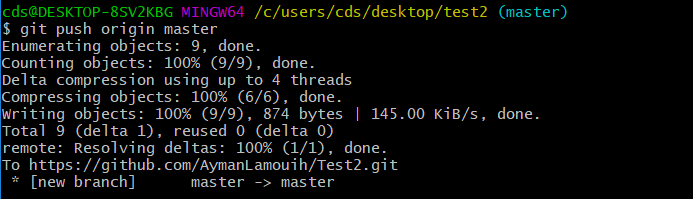 cds@DESKTOP-8SV2KBG MINGW64 /c/users/cds/desktop/test2 (master)
$ git push origin master
Enumerating objects: 9, done.
Counting objects: 100% (9/9), done.
Delta compression using up to 4 threads
Compressing objects: 100% (6/6), done.
Writing objects: 100% (9/9), 874 bytes | 145.00 KiB/s, done.
Total 9 (delta 1), reused 0 (delta 0)
remote: Resolving deltas: 100% (1/1), done.
To https://github.com/AymanLamouih/Test2.git
 * [new branch]      master -> master